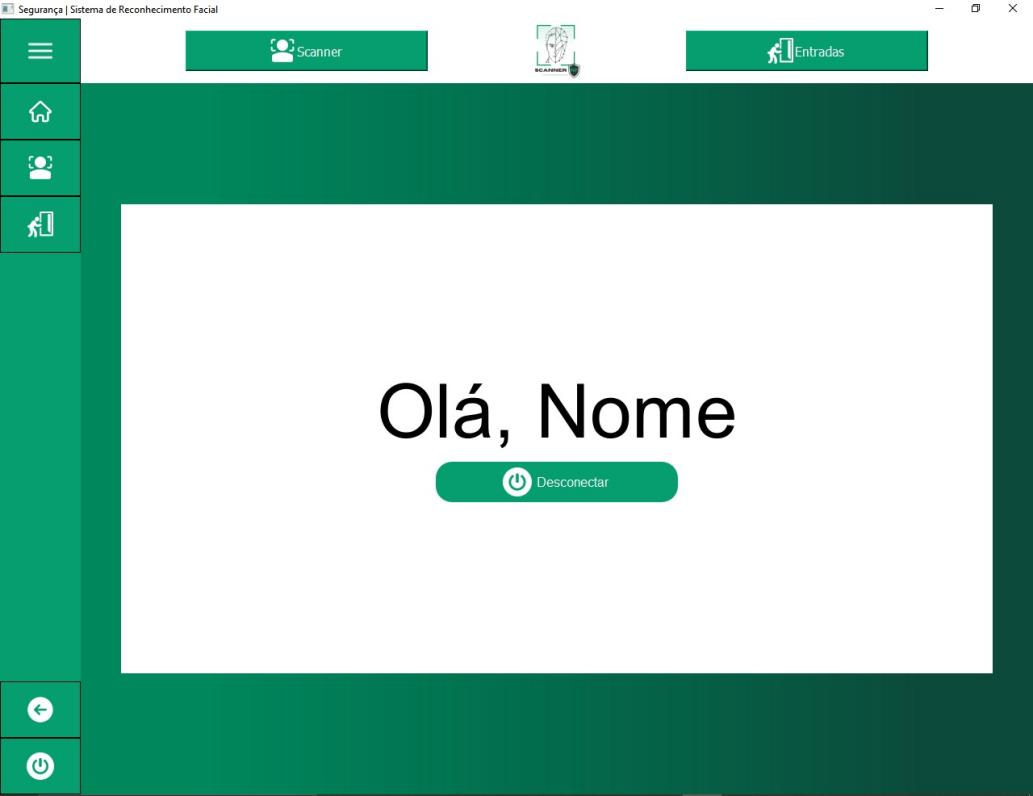 Segurança | Sistema de Reconhecimento Facial
Scanner
SCANNER
Entradas
Olá, Nome
Desconectar